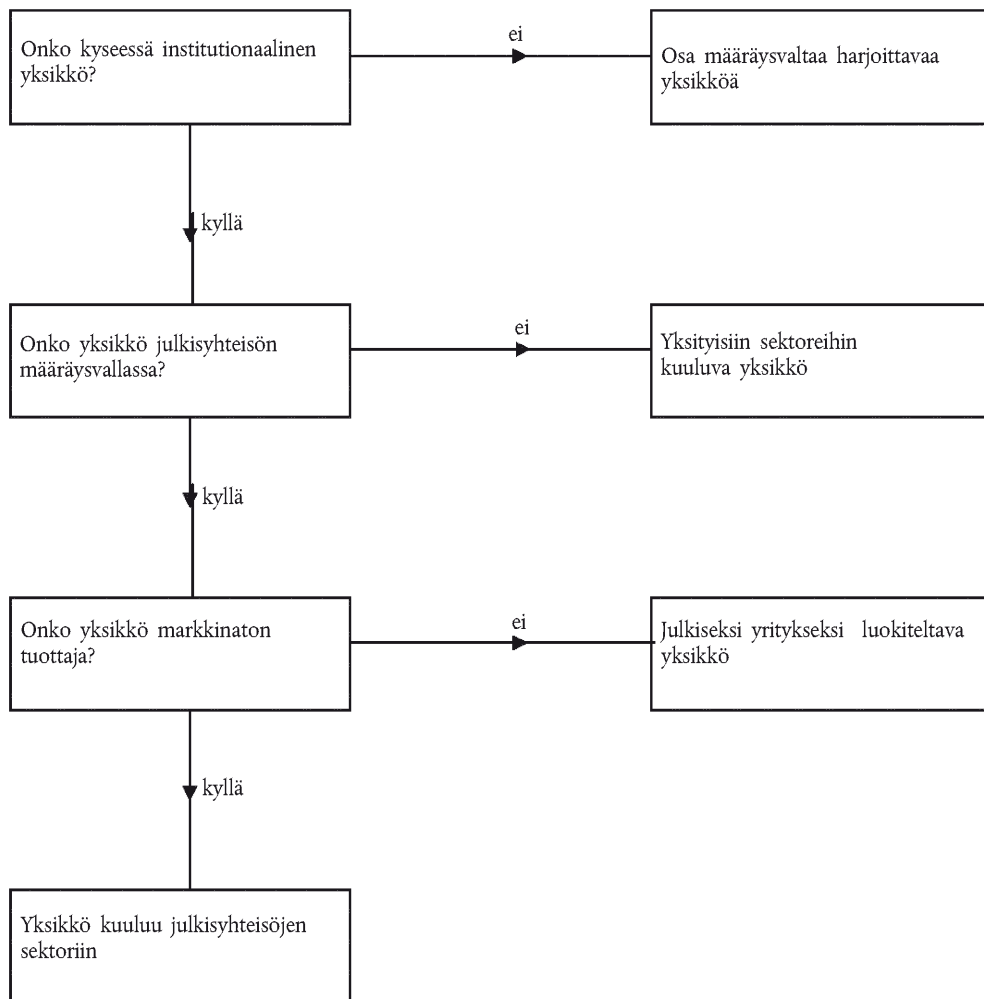 Onko kyseessä institutionaalinen
yksikkö?
ei
Osa määräysvaltaa harjoittavaa
yksikköä
kyllä
Onko yksikkö julkisyhteisön
määräysvallassa?
ei
Yksityisiin sektoreihin
kuuluva yksikkö
kyllä
Onko yksikkö markkinaton
tuottaja?
ei
Julkiseksi yritykseksi luokiteltava
yksikkö
kyllä
Yksikkö kuuluu julkisyhteisöjen
sektoriin